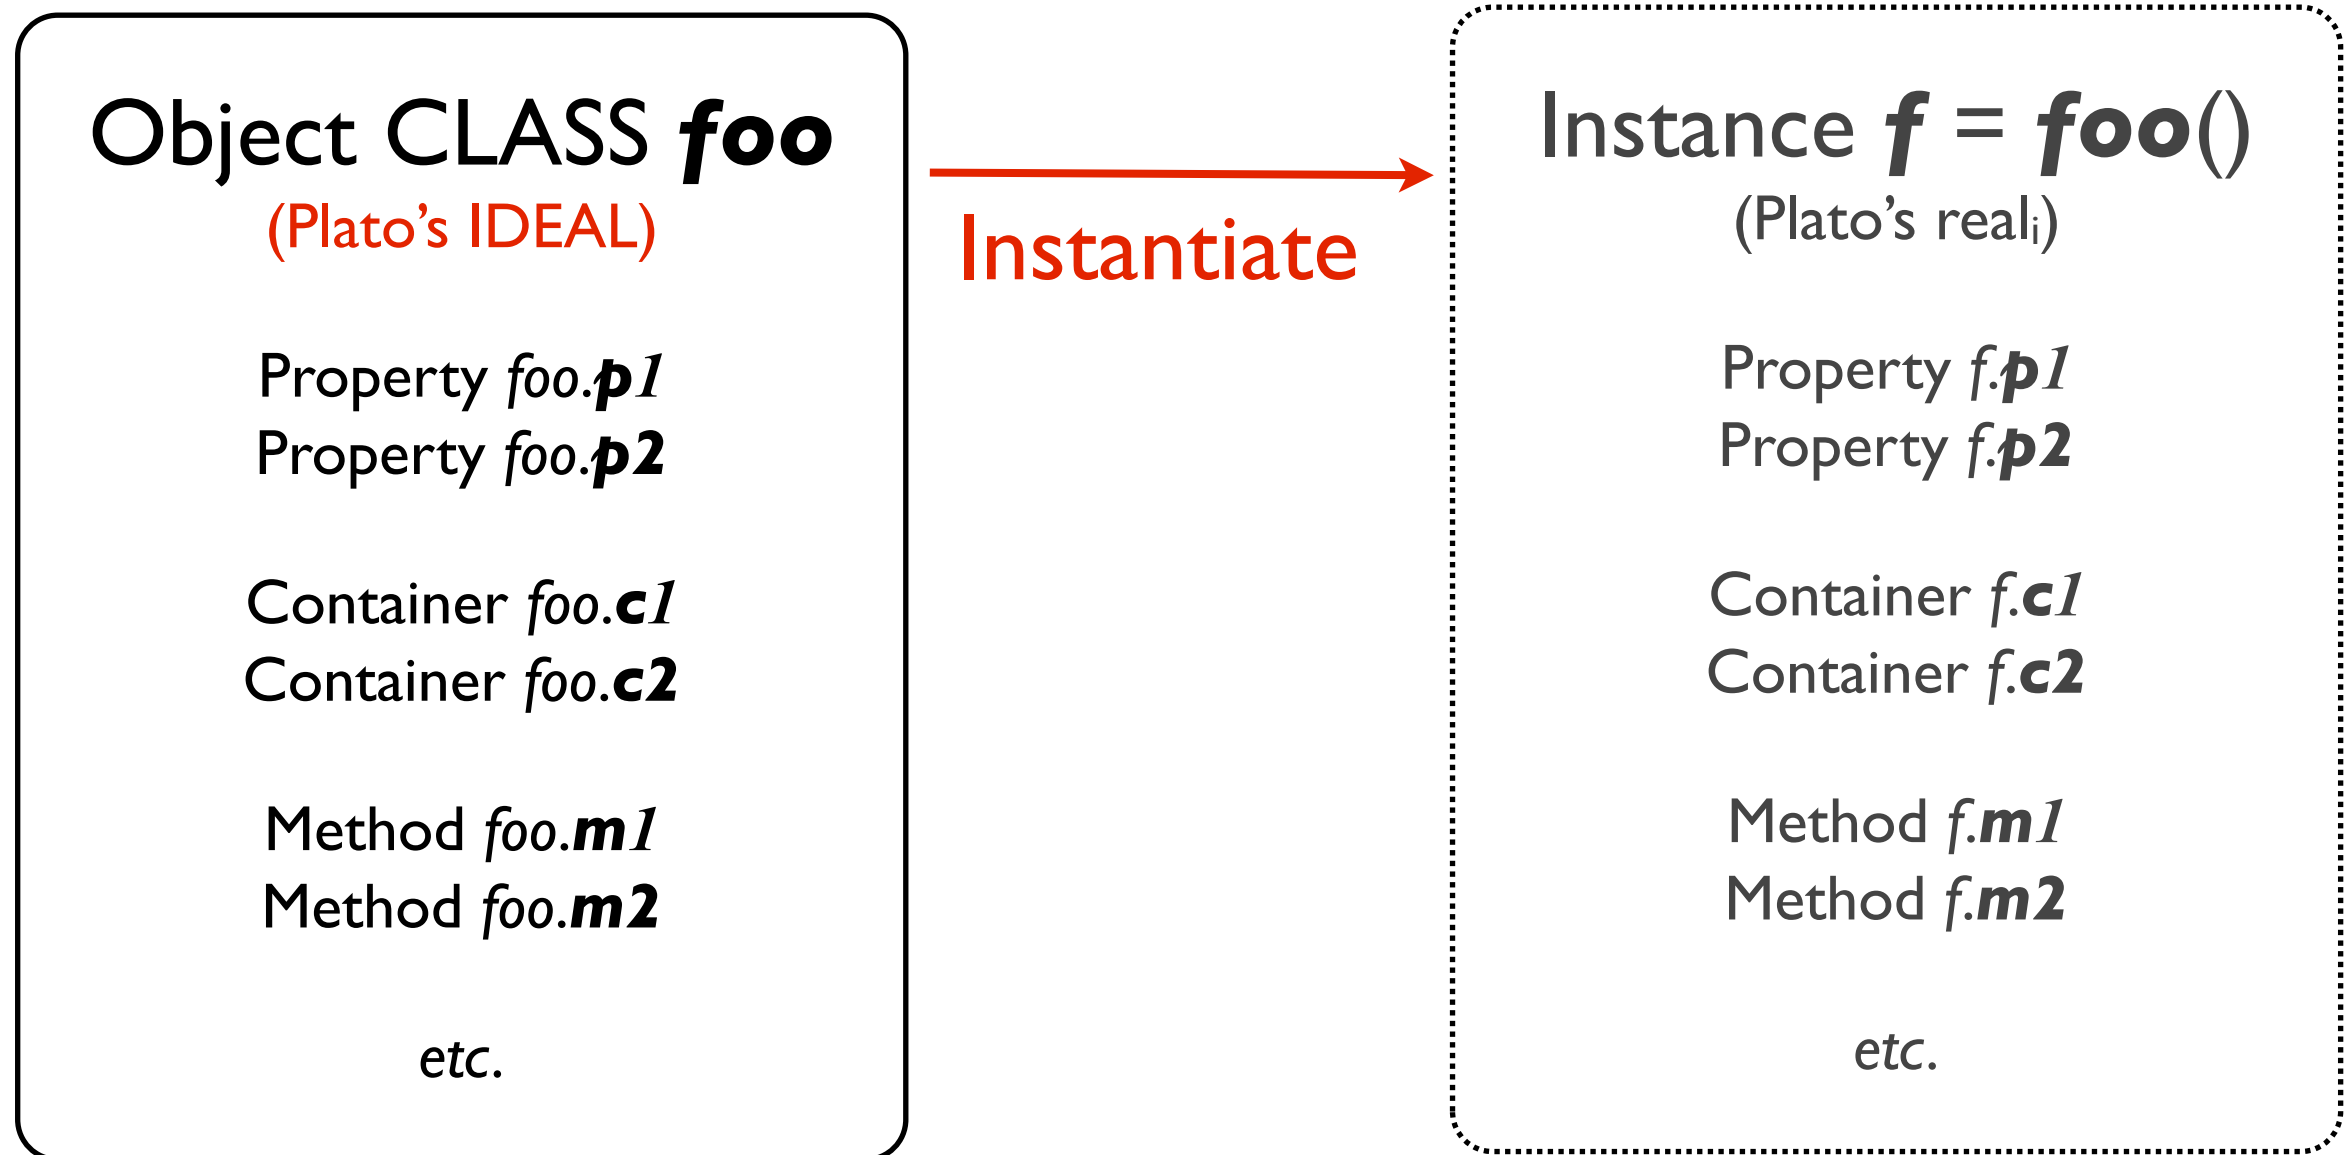 Object CLASS foo
(Plato’s IDEAL)
Property foo.p1
Property foo.p2
Container foo.c1
Container foo.c2
Method foo.m1
Method foo.m2
etc.
Instantiate
Instance f = foo()
(Plato’s realᵢ)
Property f.p1
Property f.p2
Container f.c1
Container f.c2
Method f.m1
Method f.m2
etc.